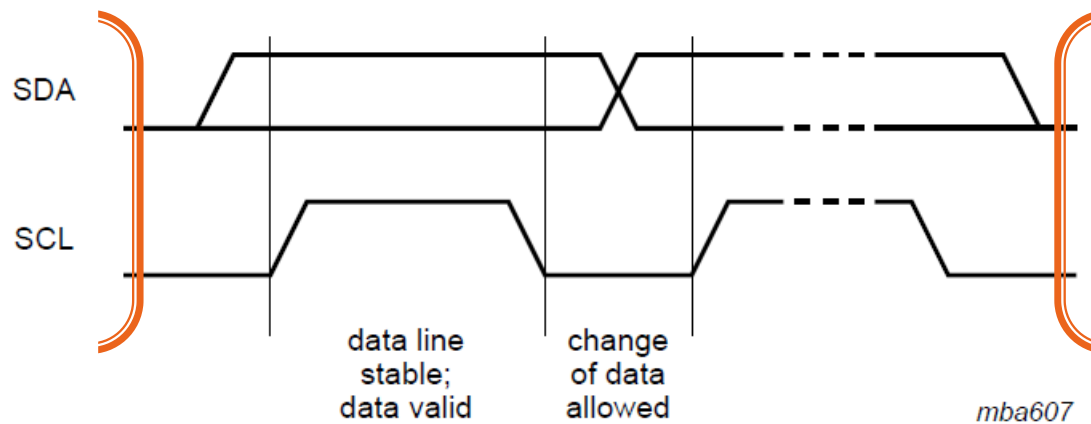 SDA
SCL
data line
stable;
data valid
change
of data
allowed
mba607